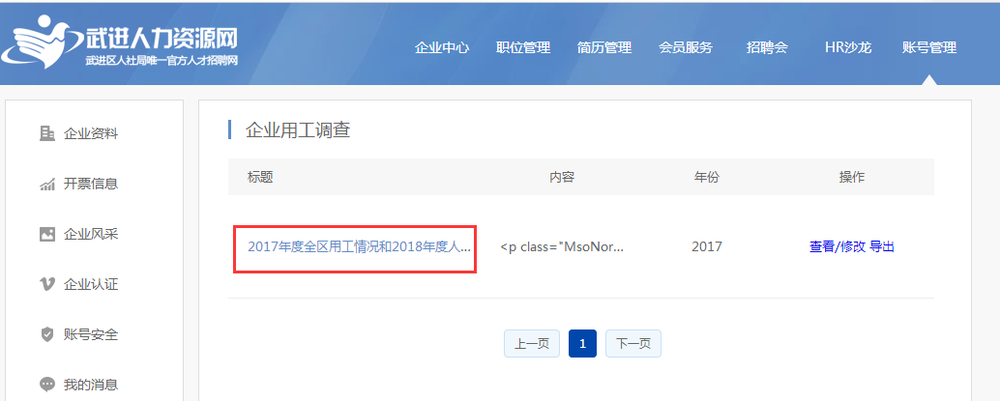 武进人力资源网
武进区人社局唯一官方人才招聘网
企业中心 职位管理 简历管理 会员服务 招聘会 HR沙龙 账号管理
企业资料
开票信息
企业风采
企业认证
账号安全
我的消息
企业用工调查
标题 内容 年份 操作
2017年度全区用工情况和2018年度人... <p class="MsoNor... 2017 查看/修改 导出
上一页 1 下一页